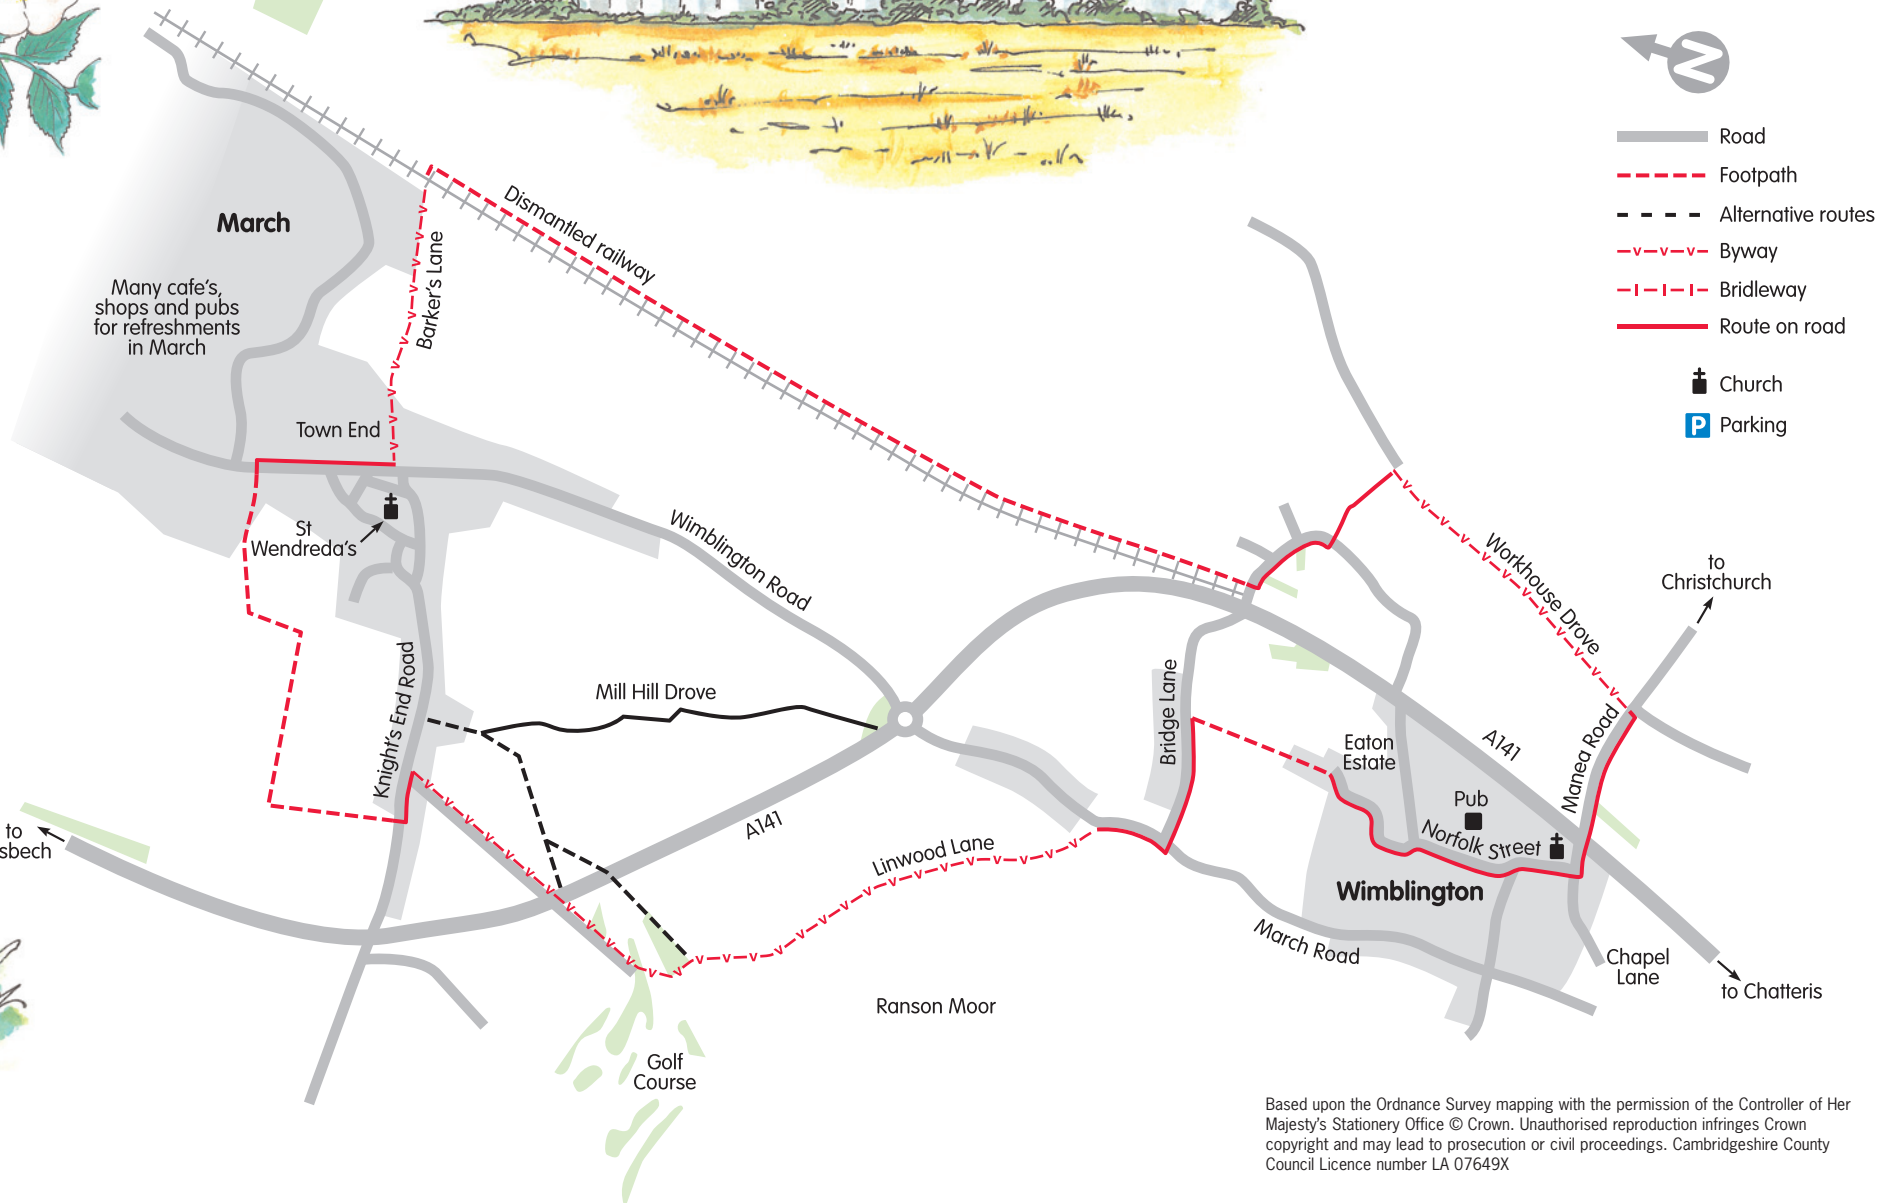 N
Road
Footpath
Alternative routes
Byway
Bridleway
Route on road
Church
P Parking
March
Many cafe's,
shops and pubs
for refreshments
in March
Dismantled railway
Barker's Lane
Town End
St
Wendreda's
Wimblington Road
Knight's End Road
Mill Hill Drove
A141
Linwood Lane
Bridge Lane
Workhouse Drove
to
Christchurch
Manea Road
A141
Eaton
Estate
Pub
Norfolk Street
Wimblington
March Road
Chapel
Lane
to Chatteris
to
sbech
Ranson Moor
Golf
Course
Based upon the Ordnance Survey mapping with the permission of the Controller of Her
Majesty's Stationery Office © Crown. Unauthorised reproduction infringes Crown
copyright and may lead to prosecution or civil proceedings. Cambridgeshire County
Council Licence number LA 07649X